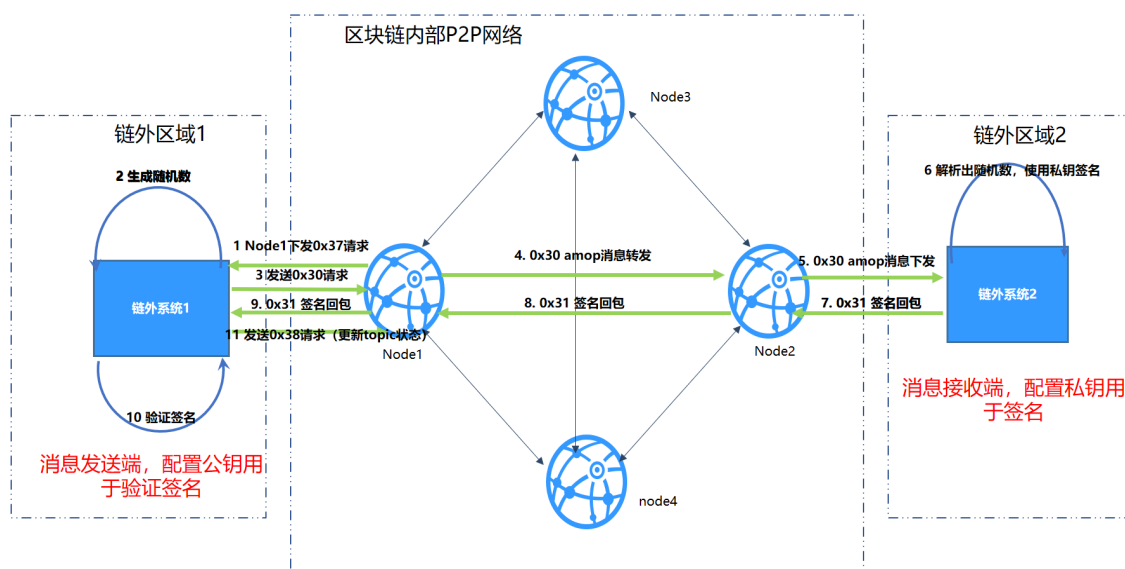 区块链内部P2P网络
Node3
链外区域1
链外区域2
2 生成随机数
6 解析出随机数，使用私钥签名
1 Node1下发0x37请求
4. 0x30 amop消息转发
5. 0x30 amop消息下发
3 发送0x30请求
链外系统1
链外系统2
9. 0x31 签名回包
8. 0x31 签名回包
7. 0x31 签名回包
11 发送0x38请求（更新topic状态）
Node1
Node2
10 验证签名
消息接收端，配置私钥用
于签名
消息发送端，配置公钥用
于验证签名
node4